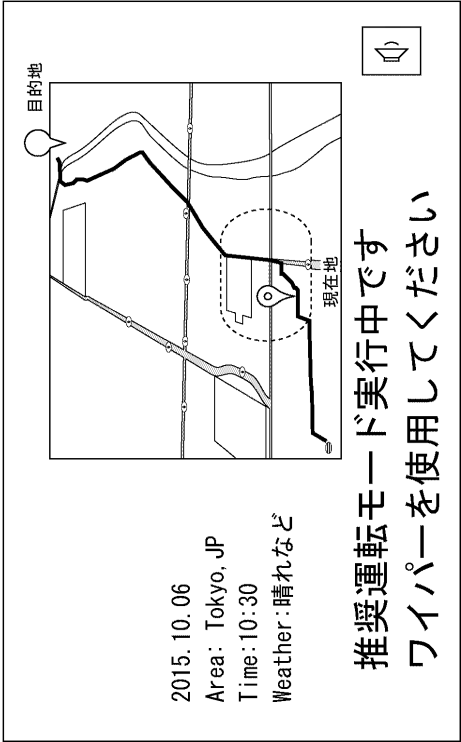 2015.10.06
Area: Tokyo,JP
Time:10:30
Weather:晴れなど
目的地
現在地
推奨運転モード実行中です
ワイパーを使用してください